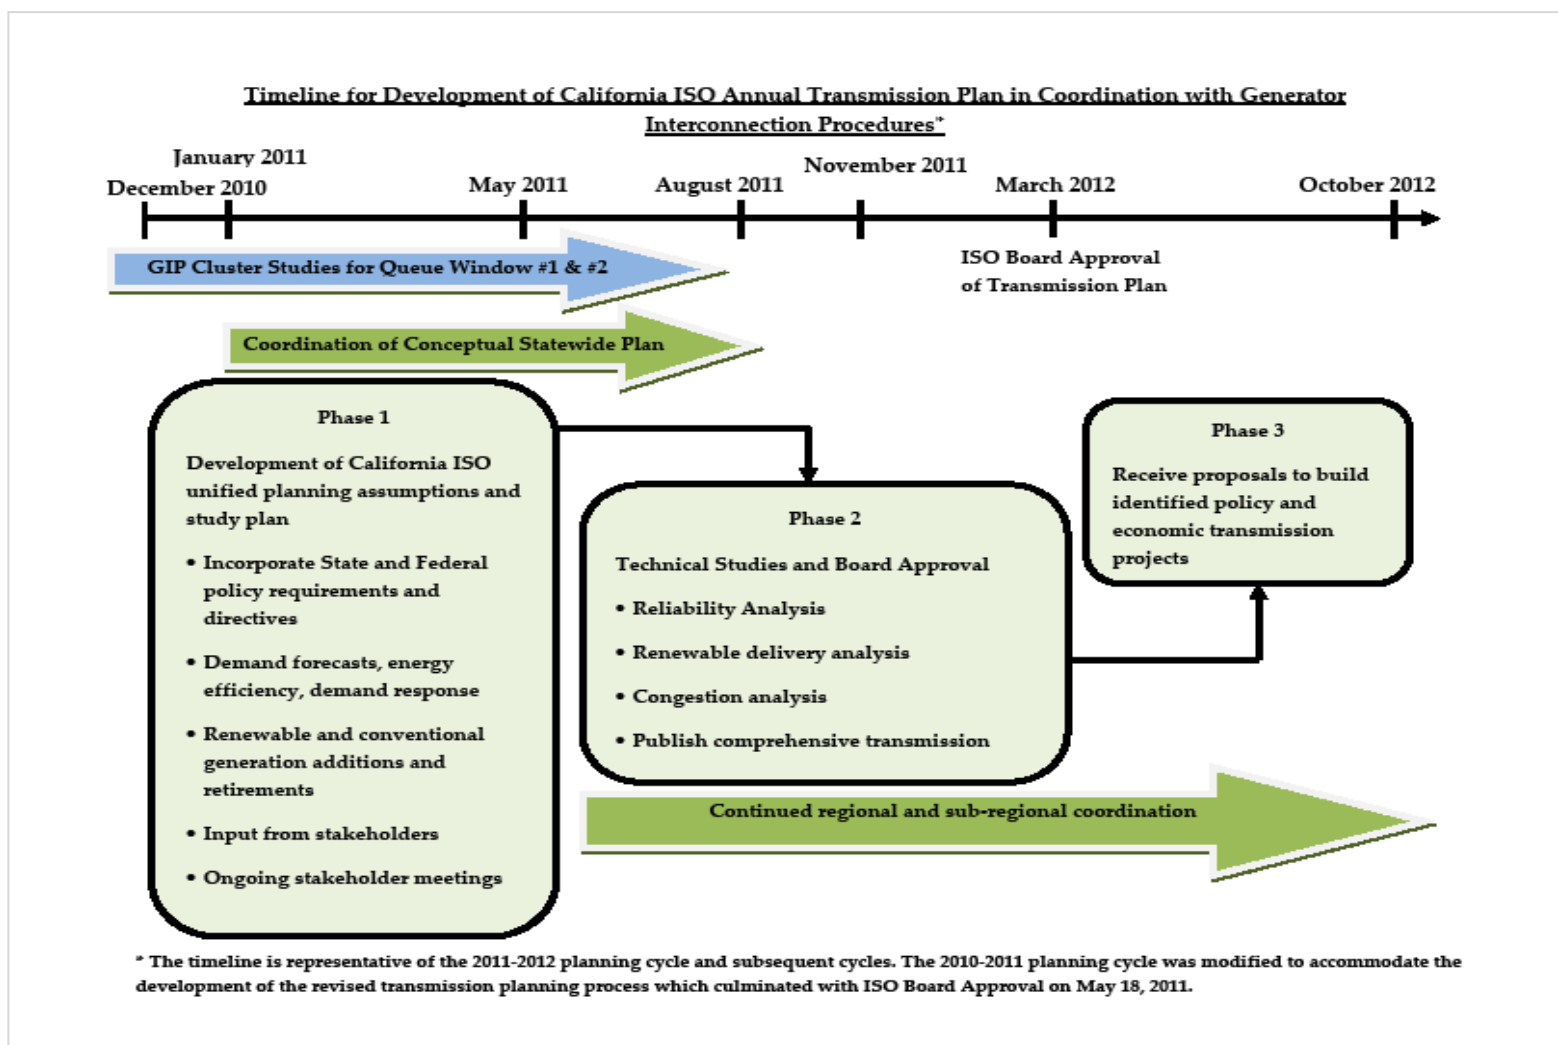 Timeline for Development of California ISO Annual Transmission Plan in Coordination with Generator
Interconnection Procedures*
January 2011
December 2010
May 2011
August 2011
November 2011
March 2012
October 2012
GIP Cluster Studies for Queue Window #1 & #2
ISO Board Approval
of Transmission Plan
Coordination of Conceptual Statewide Plan
Phase 1
Development of California ISO
unified planning assumptions and
study plan
• Incorporate State and Federal
policy requirements and
directives
• Demand forecasts, energy
efficiency, demand response
• Renewable and conventional
generation additions and
retirements
• Input from stakeholders
• Ongoing stakeholder meetings
Phase 2
Technical Studies and Board Approval
• Reliability Analysis
• Renewable delivery analysis
• Congestion analysis
• Publish comprehensive transmission
Phase 3
Receive proposals to build
identified policy and
economic transmission
projects
Continued regional and sub-regional coordination
* The timeline is representative of the 2011-2012 planning cycle and subsequent cycles. The 2010-2011 planning cycle was modified to accommodate the
development of the revised transmission planning process which culminated with ISO Board Approval on May 18, 2011.